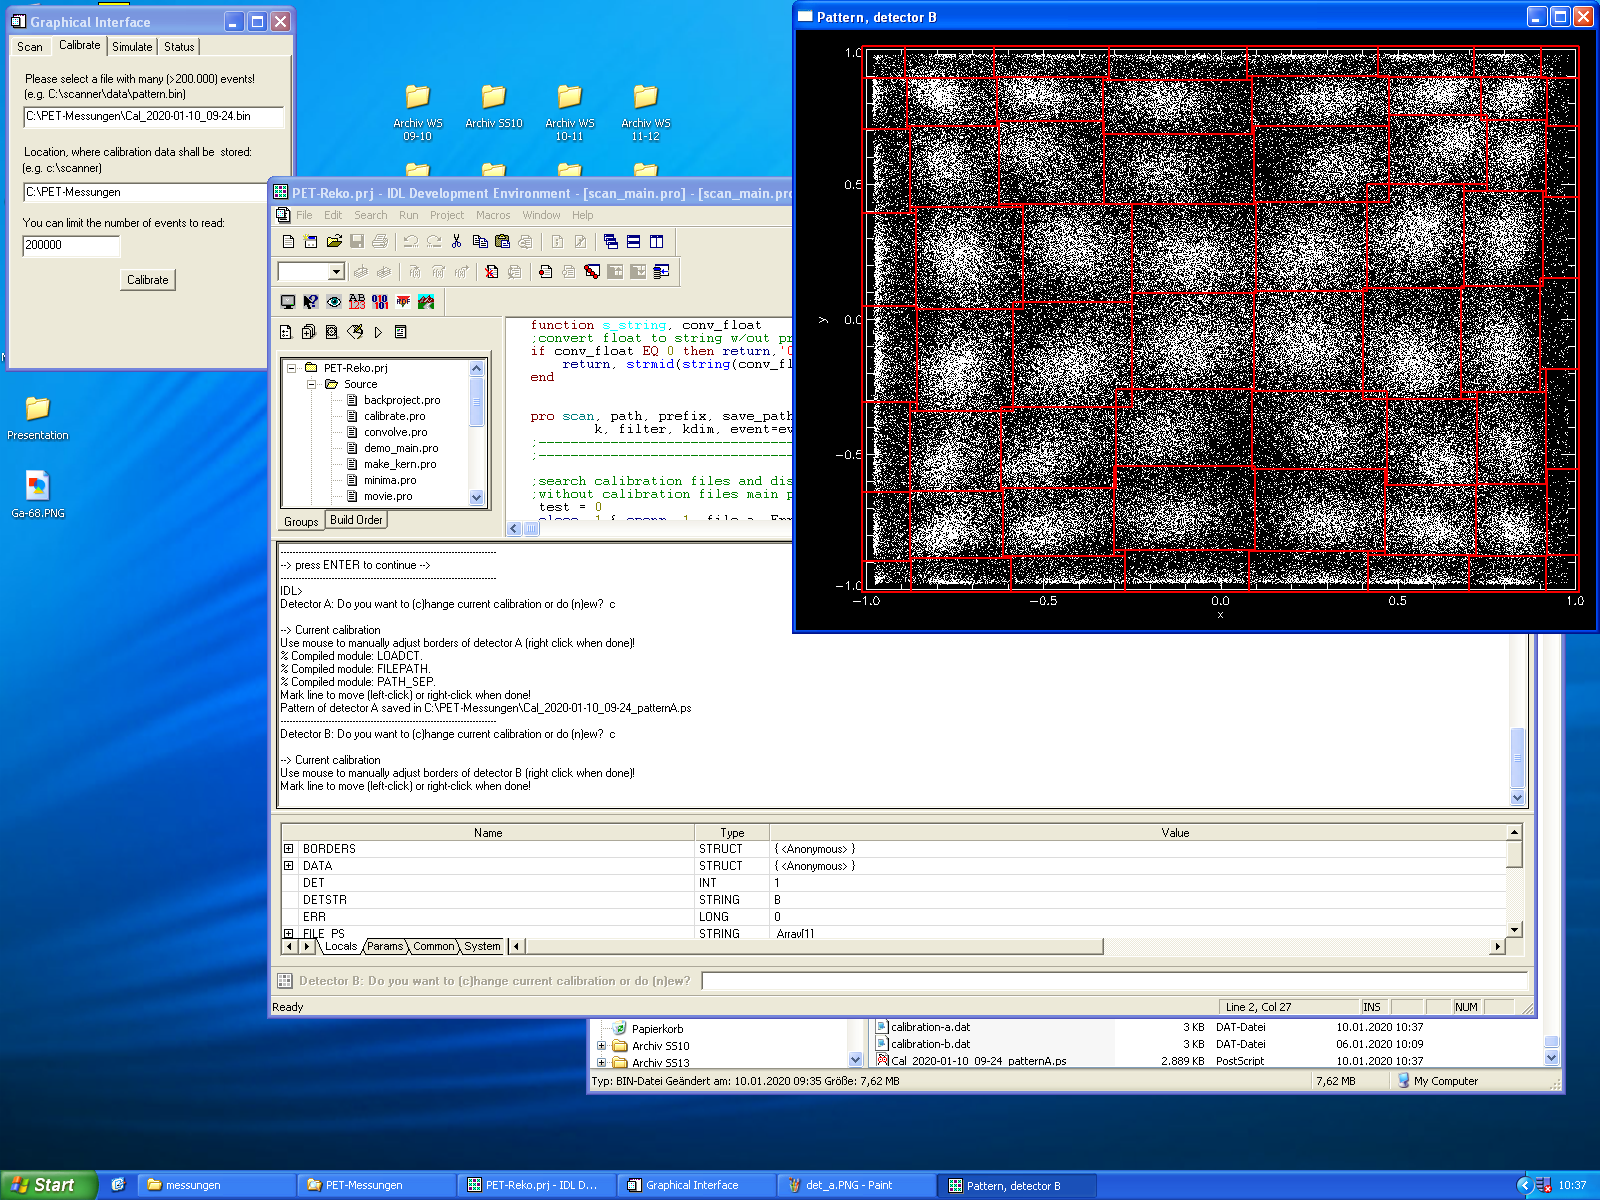 Graphical Interface
Scan Calibrate Simulate Status
Please select a file with many (>200.000) events!
(e.g. C:\scanner\data\pattern.bin)
C:\PET-Messungen\Cal_2020-01-10_09-24.bin
Location, where calibration data shall be stored:
(e.g. c:\scanner)
C:\PET-Messungen
You can limit the number of events to read:
200000
Calibrate
Archiv WS 09-10
Archiv SS10
Archiv WS 10-11
Archiv WS 11-12
Presentation
Ga-68.PNG
PET-Reko.prj - IDL Development Environment - [scan_main.pro] - [scan_main.pro
File Edit Search Run Project Macros Window Help
PET-Reko.prj
Source
backproject.pro
calibrate.pro
convolve.pro
demo_main.pro
make_kern.pro
minima.pro
movie.pro
Groups Build Order
function s_string, conv_float
;convert float to string w/out pr
if conv_float EQ 0 then return,'0
return, strmid(string(conv_fl
end
pro scan, path, prefix, save_path
k, filter, kdim, event=ev
;search calibration files and dis
;without calibration files main p
test = 0
--> press ENTER to continue -->
IDL>
Detector A: Do you want to (c)hange current calibration or do (n)ew? c
--> Current calibration
Use mouse to manually adjust borders of detector A (right click when done)!
% Compiled module: LOADCT.
% Compiled module: FILEPATH.
% Compiled module: PATH_SEP.
Mark line to move (left-click) or right-click when done!
Pattern of detector A saved in C:\PET-Messungen\Cal_2020-01-10_09-24_patternA.ps
Detector B: Do you want to (c)hange current calibration or do (n)ew? c
--> Current calibration
Use mouse to manually adjust borders of detector B (right click when done)!
Mark line to move (left-click) or right-click when done!
Name Type Value
BORDERS STRUCT { <Anonymous> }
DATA STRUCT { <Anonymous> }
DET INT 1
DETSTR STRING B
ERR LONG 0
FILE_PS STRING Array[1]
Locals Params Common System
Detector B: Do you want to (c)hange current calibration or do (n)ew?
Ready Line 2, Col 27 INS NUM
Pattern, detector B
1.0
0.5
0.0
-0.5
-1.0
y
-1.0 -0.5 0.0 0.5 1.0
x
Papierkorb
Archiv SS10
Archiv SS13
calibration-a.dat 3 KB DAT-Datei 10.01.2020 10:37
calibration-b.dat 3 KB DAT-Datei 06.01.2020 10:09
Cal_2020-01-10_09-24_patternA.ps 2.889 KB PostScript 10.01.2020 10:37
Typ: BIN-Datei Geändert am: 10.01.2020 09:35 Größe: 7,62 MB 7,62 MB My Computer
Start messungen PET-Messungen PET-Reko.prj - IDL D... Graphical Interface det_a.PNG - Paint Pattern, detector B 10:37